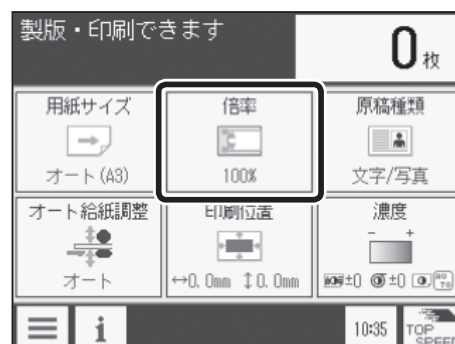 製版・印刷できます
0枚
用紙サイズ
倍率
原稿種類
オート(A3)
100%
文字/写真
オート給紙調整
印刷位置
濃度
- +
オート
↔0.0mm ↕0.0mm
±0 ±0 AUTO
i
10:35
TOP SPEED